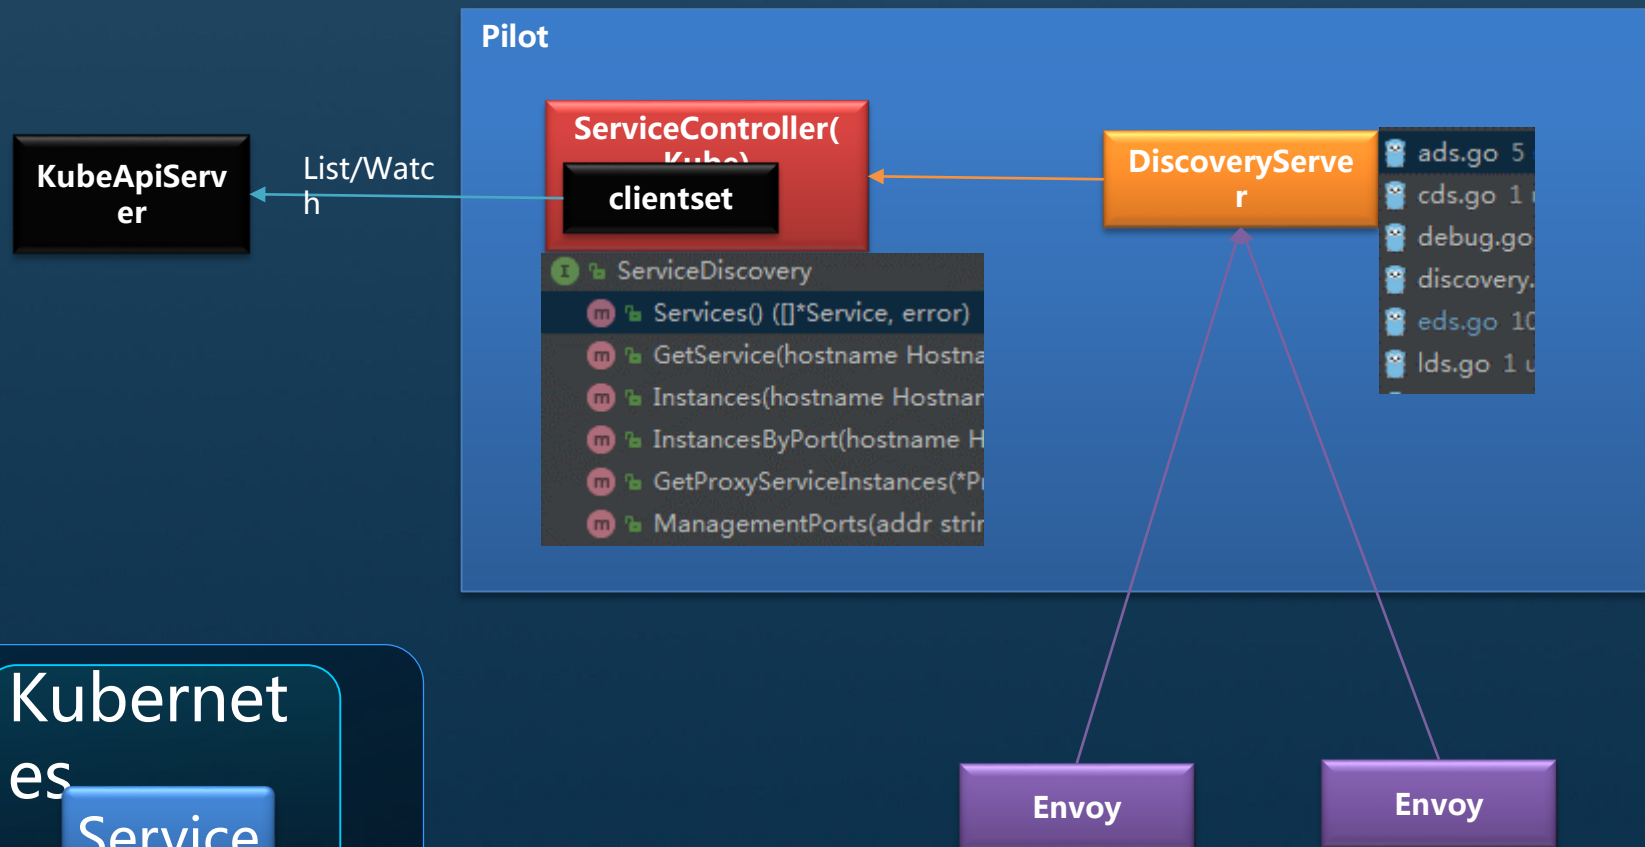 Pilot
KubeApiServ
er
List/Watc
h
ServiceController(
Kube)
clientset
DiscoveryServe
r
ads.go 5
cds.go 1
debug.go
discovery.
eds.go 10
lds.go 1 u
ServiceDiscovery
Services() ([]*Service, error)
GetService(hostname Hostna
Instances(hostname Hostnar
InstancesByPort(hostname H
GetProxyServiceInstances(*P
ManagementPorts(addr strin
Kubernet
es
Service
Envoy
Envoy